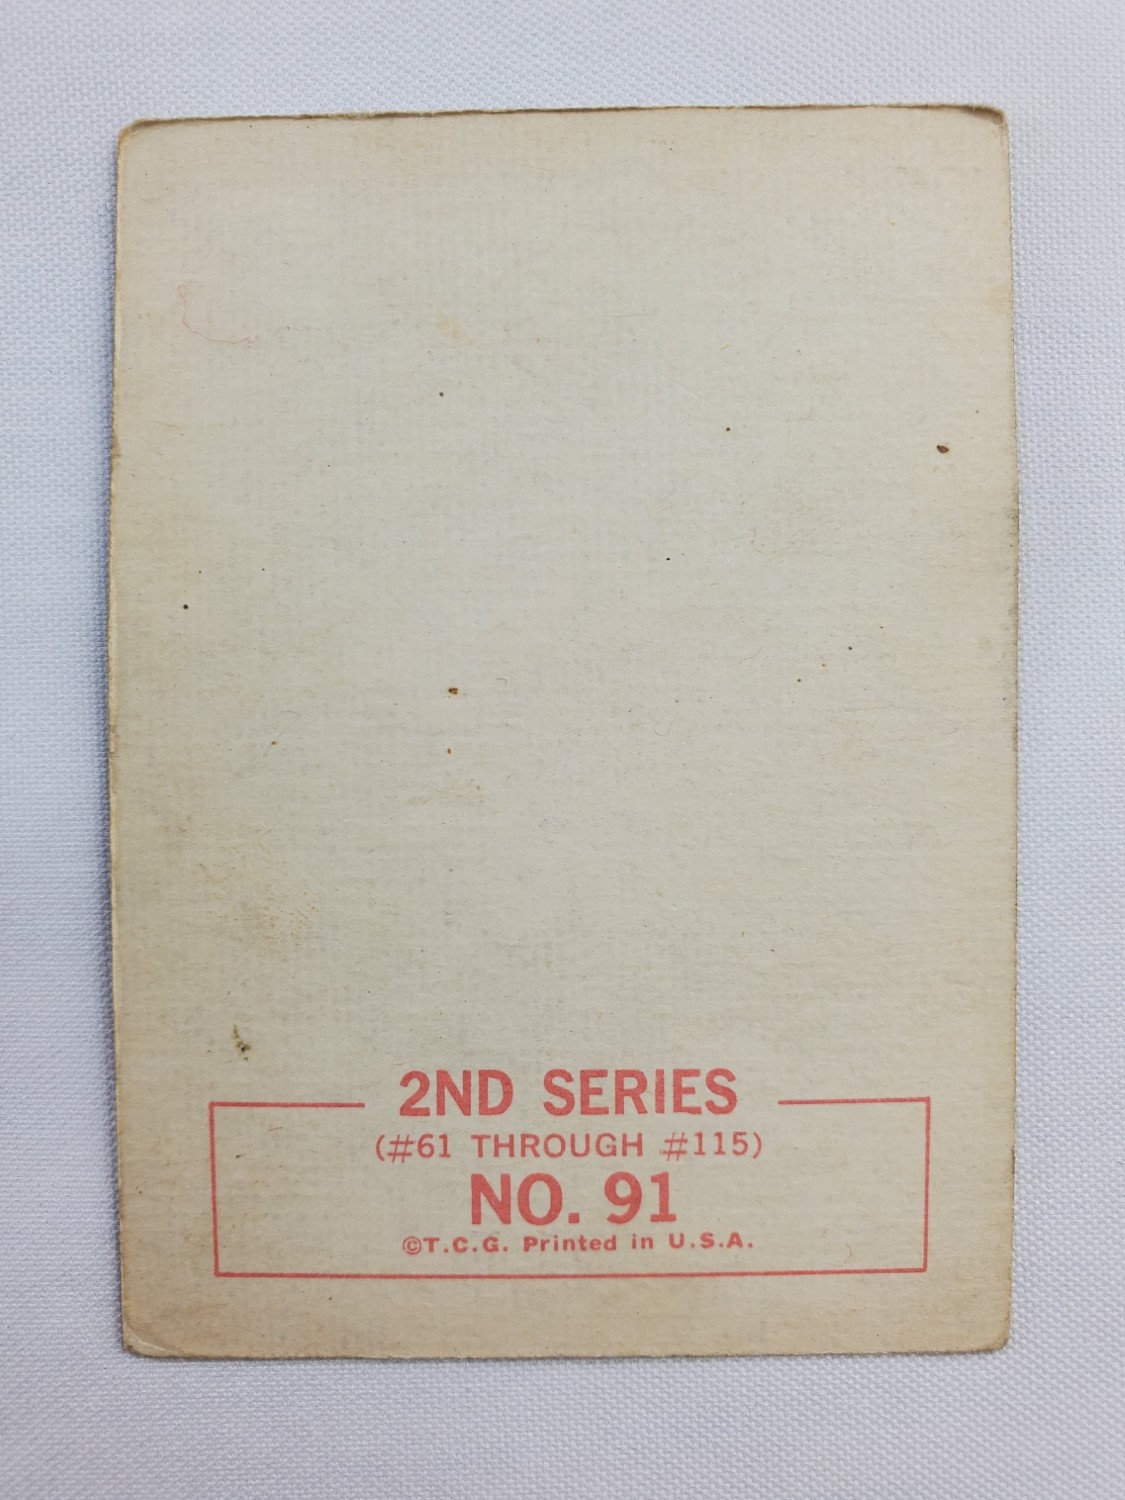 2ND SERIES
(#61 THROUGH #115)
NO. 91
©T.C.G. Printed in U.S.A.